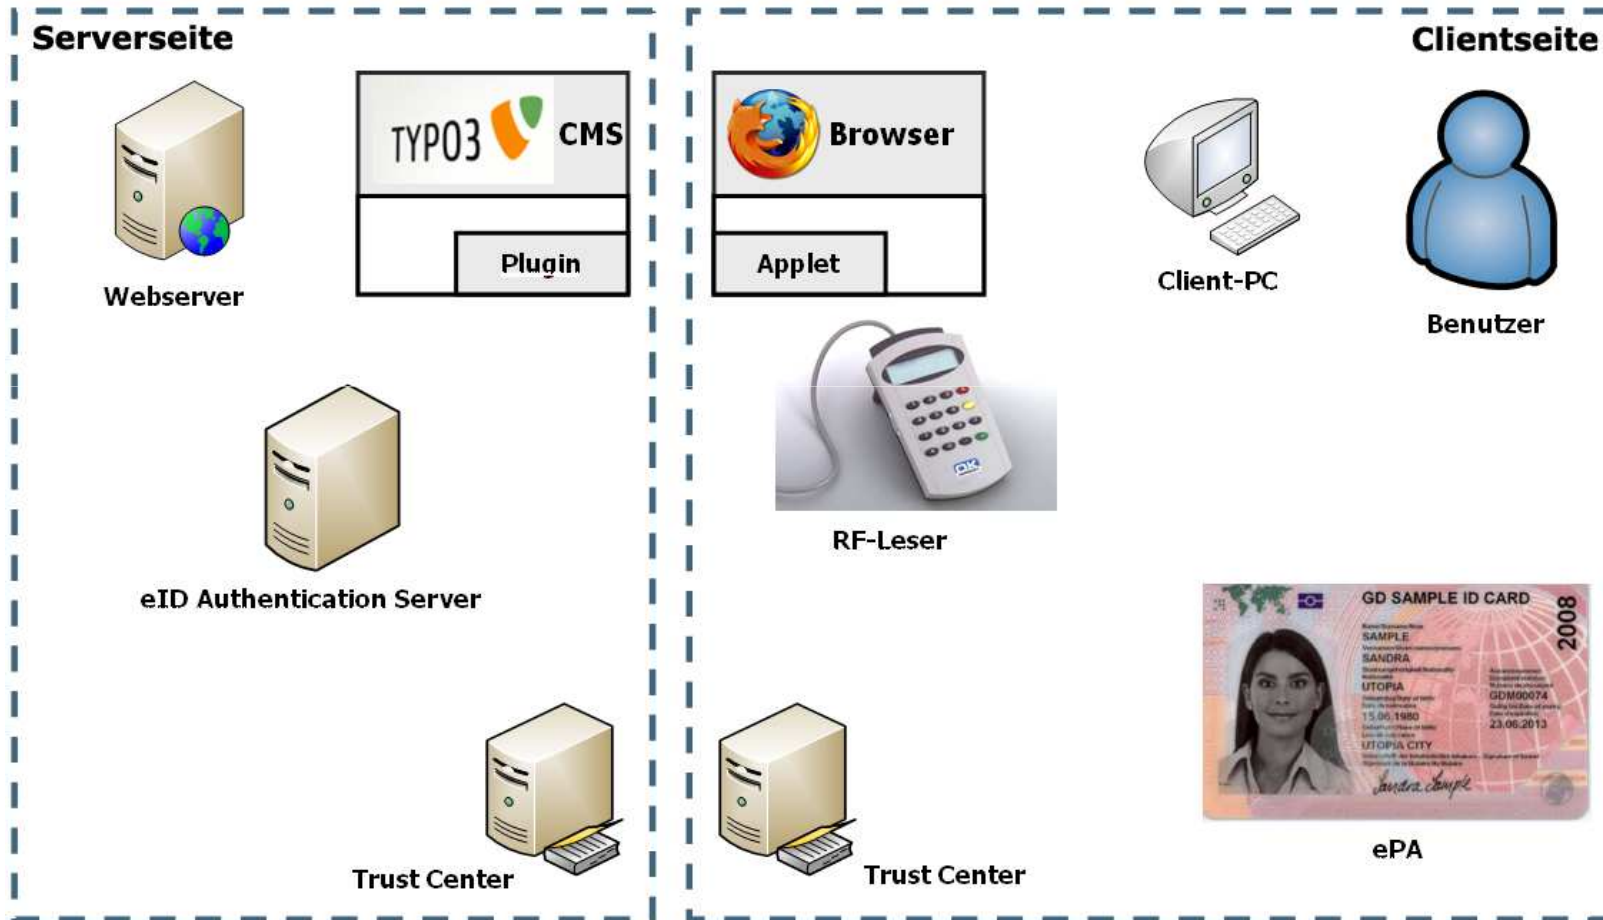 Serverseite
TYPO3
CMS
Plugin
Webserver
eID Authentication Server
Trust Center
Clientseite
Browser
Applet
Client-PC
Benutzer
OK
RF-Leser
Trust Center
GD SAMPLE ID CARD
2008
SAMPLE
SANDRA
UTOPIA
GDM00074
15.06.1980
23.06.2013
UTOPIA CITY
Sandra Sample
ePA